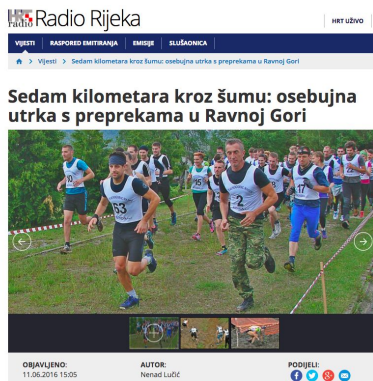 HRT radio Radio Rijeka
HRT UŽIVO
VIJESTI RASPORED EMITIRANJA EMISIJE SLUŠAONICA
Vijesti Sedam kilometara kroz šumu: osebujna utrka s preprekama u Ravnoj Gori
Sedam kilometara kroz šumu: osebujna
utrka s preprekama u Ravnoj Gori
63
2
17
15
OBJAVLJENO: AUTOR: PODIJELI:
11.06.2016 15:05 Nenad Lučić